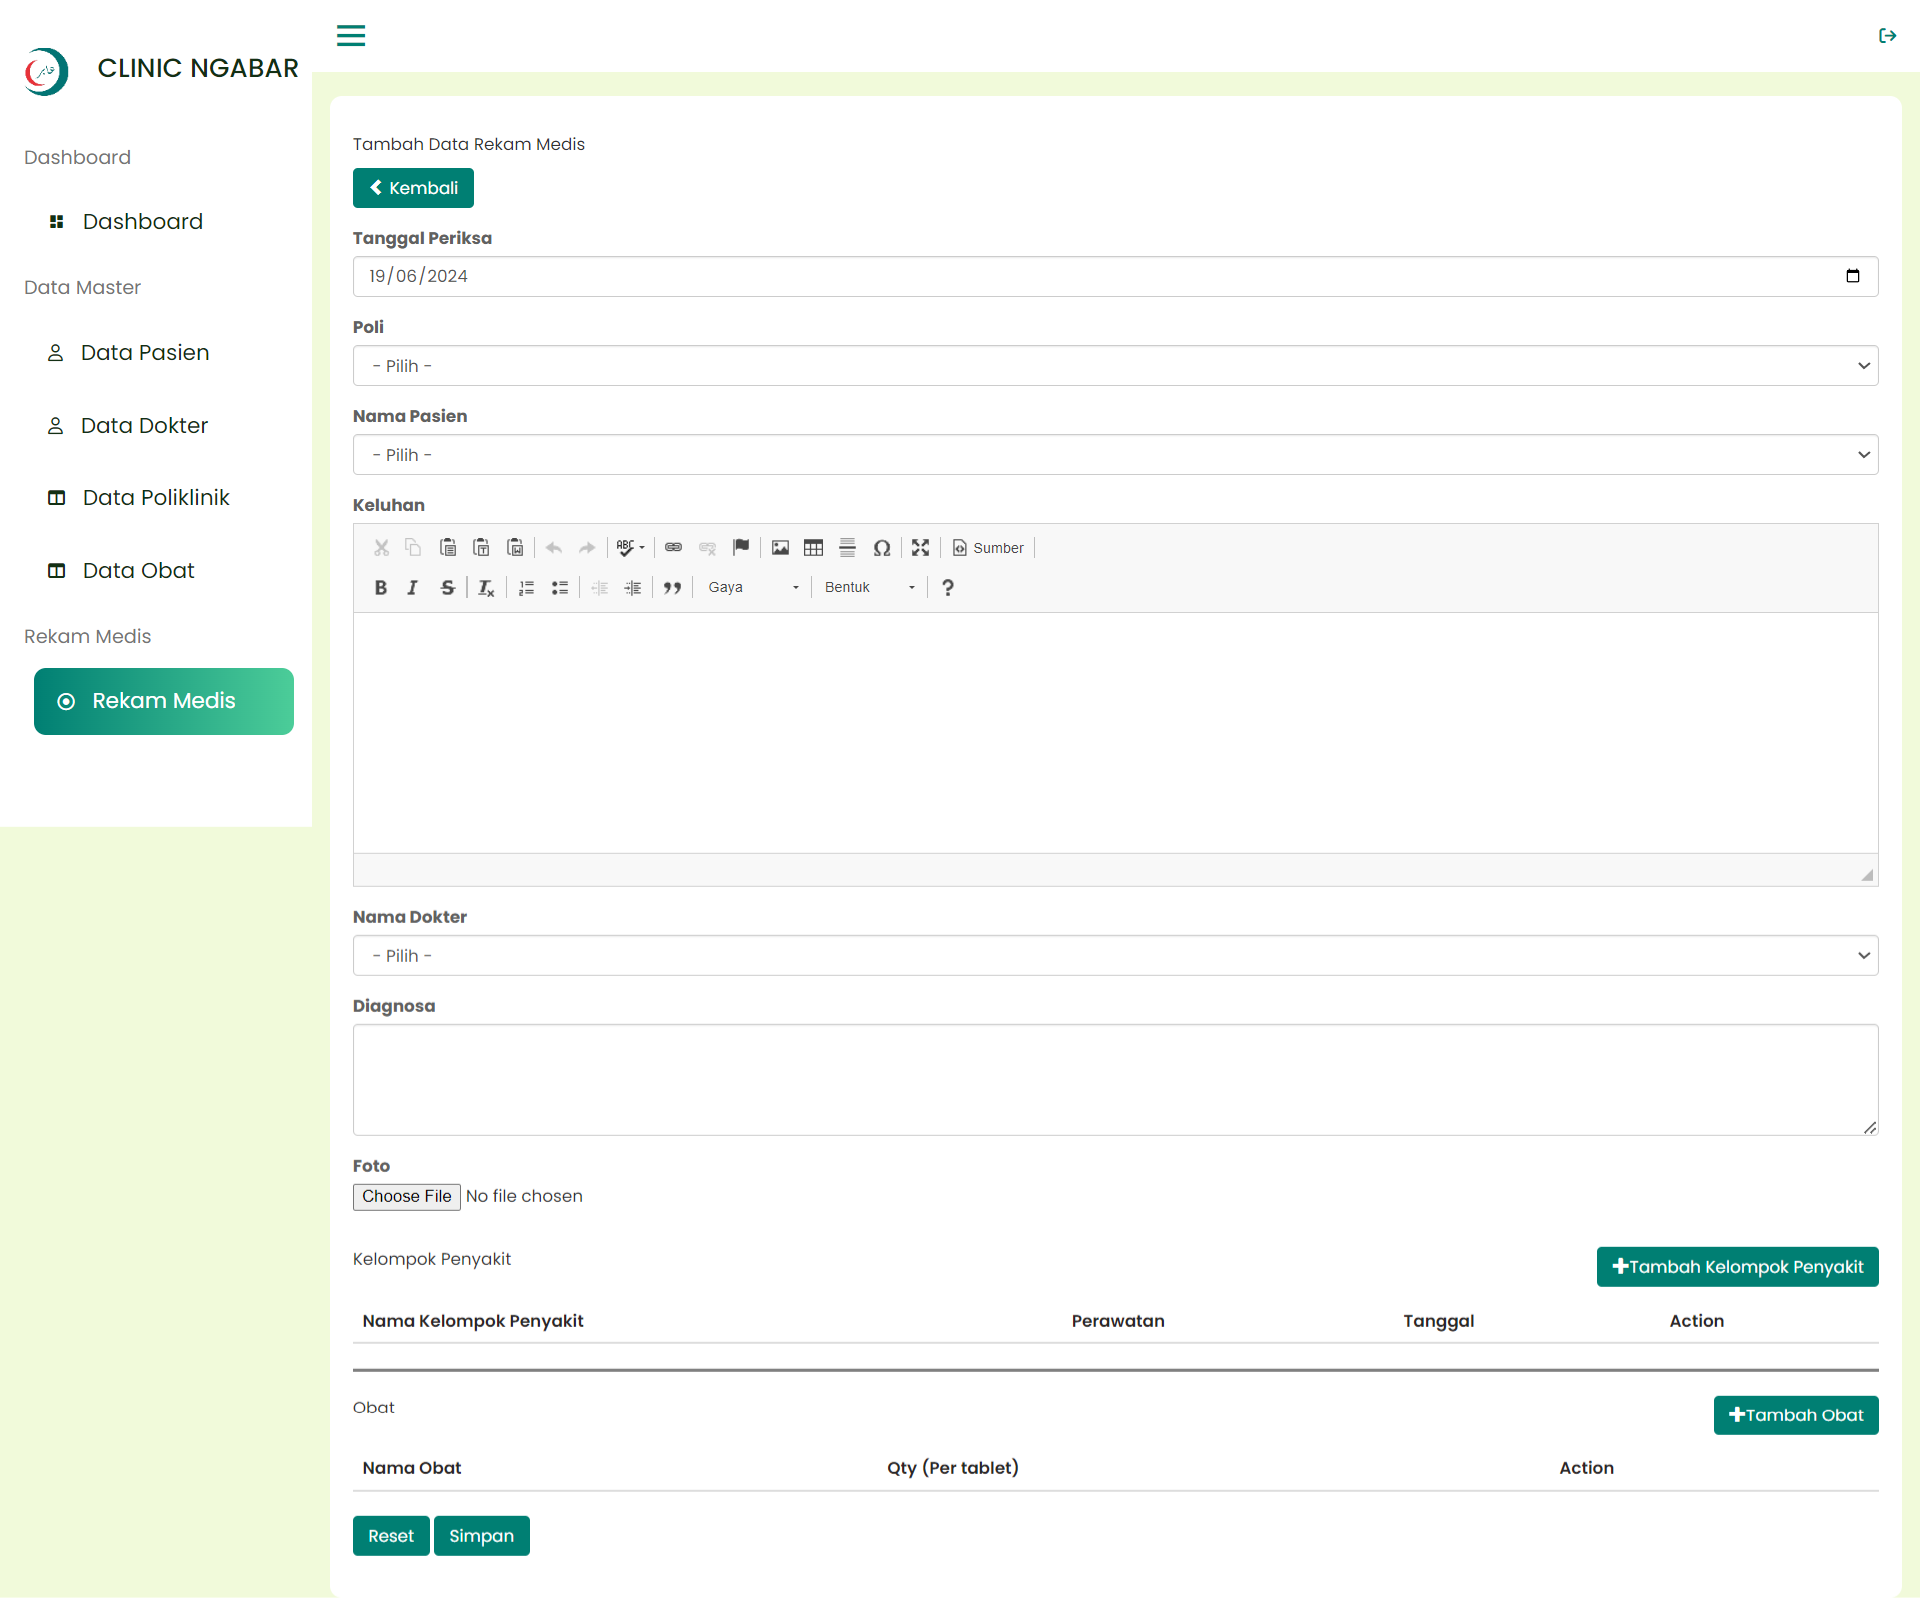 CLINIC NGABAR
Dashboard
Dashboard
Data Master
Data Pasien
Data Dokter
Data Poliklinik
Data Obat
Rekam Medis
Rekam Medis
Tambah Data Rekam Medis
Kembali
Tanggal Periksa
19/06/2024
Poli
- Pilih -
Nama Pasien
- Pilih -
Keluhan
ABC
Sumber
B I S Tx Gaya Bentuk ?
Nama Dokter
- Pilih -
Diagnosa
Foto
Choose File No file chosen
Kelompok Penyakit
Tambah Kelompok Penyakit
Nama Kelompok Penyakit Perawatan Tanggal Action
Obat
Tambah Obat
Nama Obat Qty (Per tablet) Action
Reset Simpan